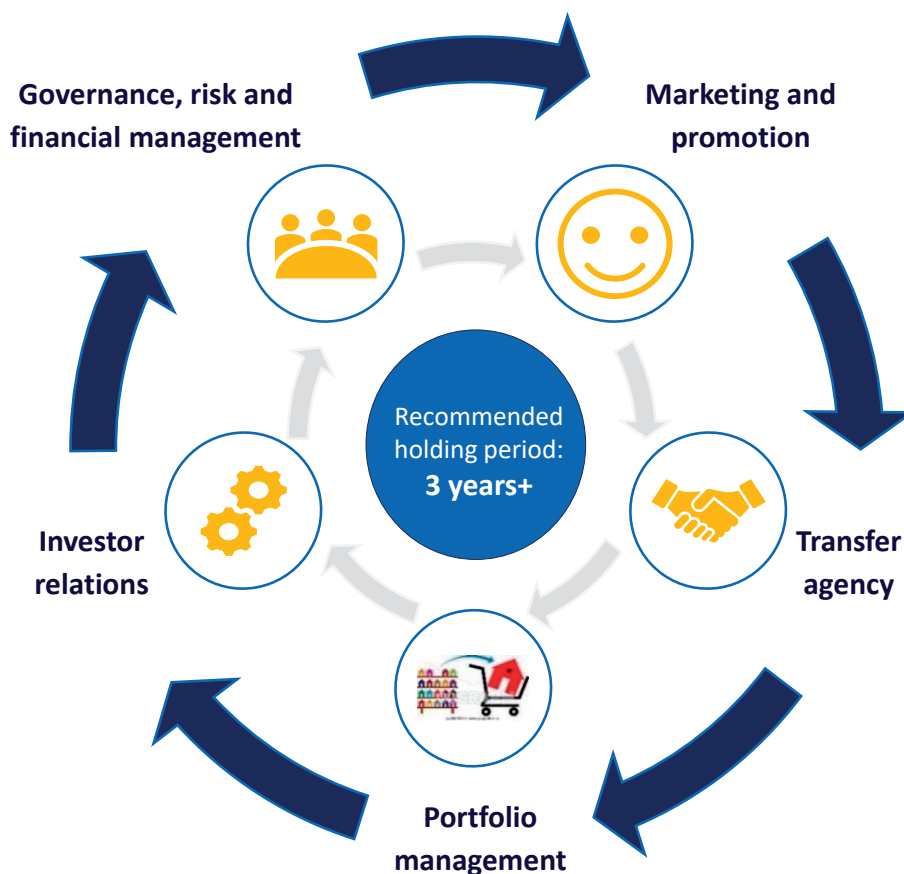 Governance, risk and
financial management
Marketing and
promotion
Recommended
holding period:
3 years+
Investor
relations
Transfer
agency
Portfolio
management